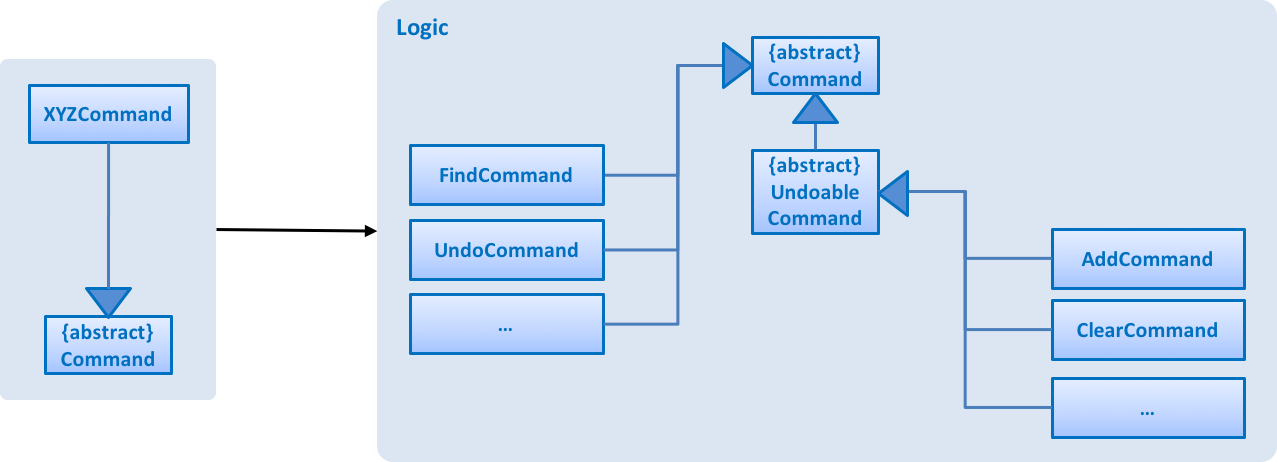 XYZCommand
{abstract}
Command
Logic
{abstract}
Command
FindCommand
UndoCommand
...
{abstract}
Undoable
Command
AddCommand
ClearCommand
...